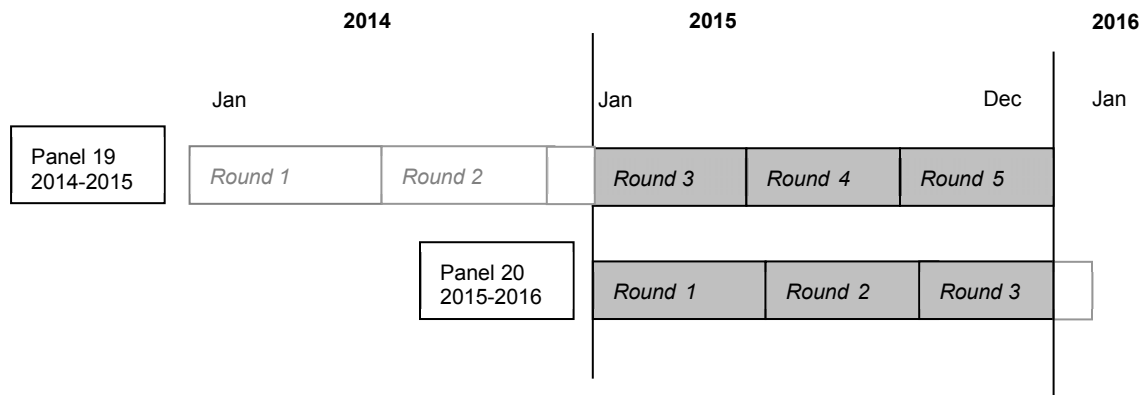 2014 2015 2016
Jan Jan Dec Jan
Panel 19
2014-2015
Round 1 Round 2 Round 3 Round 4 Round 5
Panel 20
2015-2016
Round 1 Round 2 Round 3